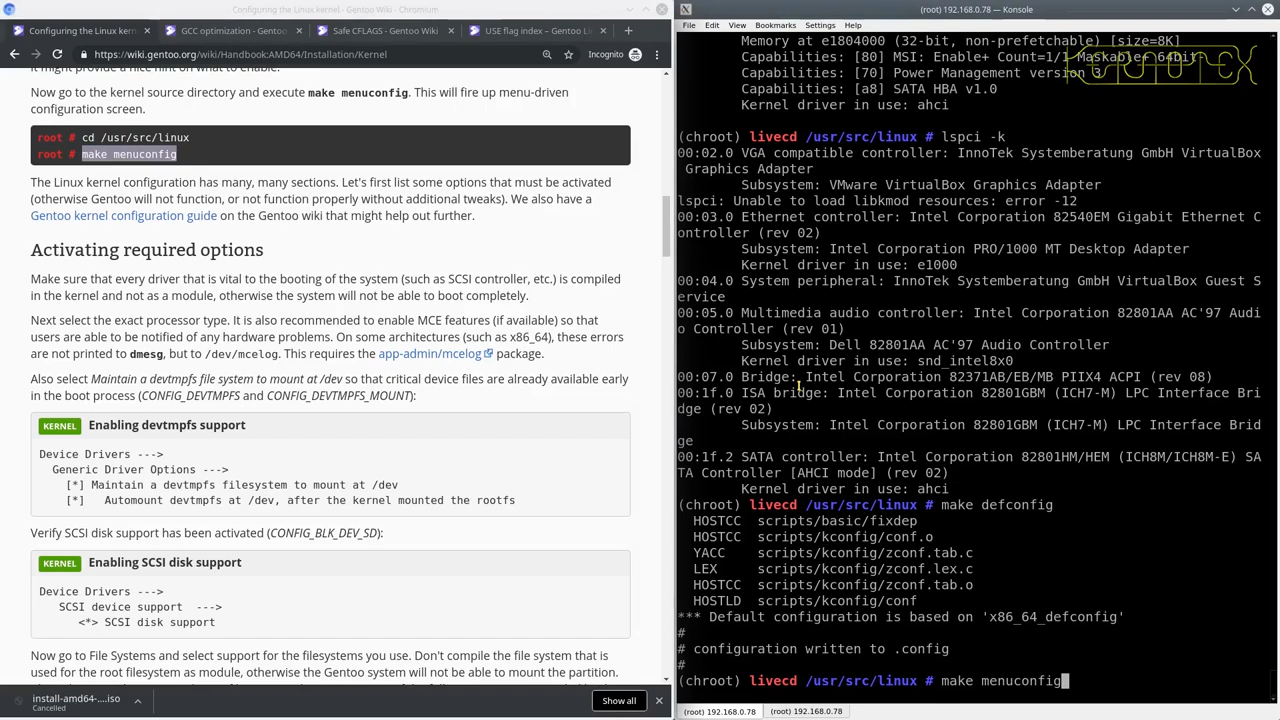 Configuring the Linux kernel - Gentoo Wiki - Chromium
Configuring the Linux kern
GCC optimization - Gentoo
Safe CFLAGS - Gentoo Wiki
USE flag index – Gentoo Li
https://wiki.gentoo.org/wiki/Handbook:AMD64/Installation/Kernel
Incognito
it might provide a nice hint on what to enable.
Now go to the kernel source directory and execute make menuconfig. This will fire up menu-driven
configuration screen.
root # cd /usr/src/linux
root # make menuconfig
The Linux kernel configuration has many, many sections. Let's first list some options that must be activated
(otherwise Gentoo will not function, or not function properly without additional tweaks). We also have a
Gentoo kernel configuration guide on the Gentoo wiki that might help out further.
Activating required options
Make sure that every driver that is vital to the booting of the system (such as SCSI controller, etc.) is compiled
in the kernel and not as a module, otherwise the system will not be able to boot completely.
Next select the exact processor type. It is also recommended to enable MCE features (if available) so that
users are able to be notified of any hardware problems. On some architectures (such as x86_64), these errors
are not printed to dmesg, but to /dev/mcelog. This requires the app-admin/mcelog package.
Also select Maintain a devtmpfs file system to mount at /dev so that critical device files are already available early
in the boot process (CONFIG_DEVTMPFS and CONFIG_DEVTMPFS_MOUNT):
KERNEL Enabling devtmpfs support
Device Drivers --->
Generic Driver Options --->
[*] Maintain a devtmpfs filesystem to mount at /dev
[*] Automount devtmpfs at /dev, after the kernel mounted the rootfs
Verify SCSI disk support has been activated (CONFIG_BLK_DEV_SD):
KERNEL Enabling SCSI disk support
Device Drivers --->
SCSI device support --->
<*> SCSI disk support
Now go to File Systems and select support for the filesystems you use. Don't compile the file system that is
used for the root filesystem as module, otherwise the Gentoo system will not be able to mount the partition.
install-amd64-....iso
Cancelled
Show all
(root) 192.168.0.78 — Konsole
File Edit View Bookmarks Settings Help
Memory at e1804000 (32-bit, non-prefetchable) [size=8K]
Capabilities: [80] MSI: Enable+ Count=1/1 Maskable+ 64bit-
Capabilities: [70] Power Management version 3
Capabilities: [a8] SATA HBA v1.0
Kernel driver in use: ahci
(chroot) livecd /usr/src/linux # lspci -k
00:02.0 VGA compatible controller: InnoTek Systemberatung GmbH VirtualBox
Graphics Adapter
Subsystem: VMware VirtualBox Graphics Adapter
lspci: Unable to load libkmod resources: error -12
00:03.0 Ethernet controller: Intel Corporation 82540EM Gigabit Ethernet C
ontroller (rev 02)
Subsystem: Intel Corporation PRO/1000 MT Desktop Adapter
Kernel driver in use: e1000
00:04.0 System peripheral: InnoTek Systemberatung GmbH VirtualBox Guest S
ervice
00:05.0 Multimedia audio controller: Intel Corporation 82801AA AC'97 Audi
o Controller (rev 01)
Subsystem: Dell 82801AA AC'97 Audio Controller
Kernel driver in use: snd_intel8x0
00:07.0 Bridge: Intel Corporation 82371AB/EB/MB PIIX4 ACPI (rev 08)
00:1f.0 ISA bridge: Intel Corporation 82801GBM (ICH7-M) LPC Interface Bri
dge (rev 02)
Subsystem: Intel Corporation 82801GBM (ICH7-M) LPC Interface Brid
ge
00:1f.2 SATA controller: Intel Corporation 82801HM/HEM (ICH8M/ICH8M-E) SA
TA Controller [AHCI mode] (rev 02)
Kernel driver in use: ahci
(chroot) livecd /usr/src/linux # make defconfig
HOSTCC scripts/basic/fixdep
HOSTCC scripts/kconfig/conf.o
YACC scripts/kconfig/zconf.tab.c
LEX scripts/kconfig/zconf.lex.c
HOSTCC scripts/kconfig/zconf.tab.o
HOSTLD scripts/kconfig/conf
*** Default configuration is based on 'x86_64_defconfig'
#
# configuration written to .config
#
(chroot) livecd /usr/src/linux # make menuconfig
(root) 192.168.0.78
(root) 192.168.0.78